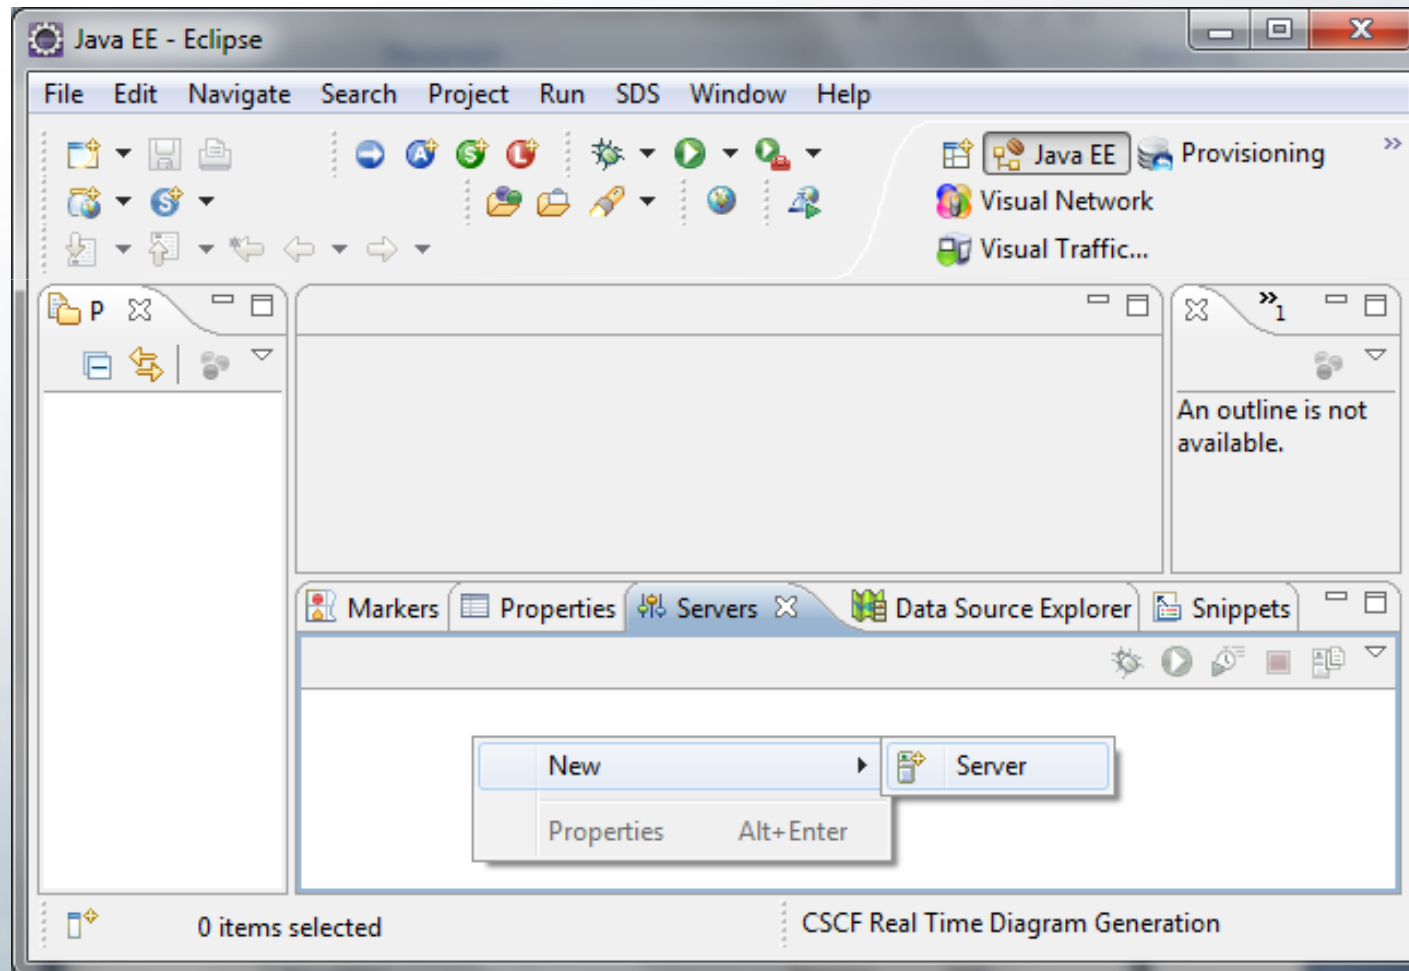 Java EE - Eclipse
File Edit Navigate Search Project Run SDS Window Help
Java EE Provisioning
Visual Network
Visual Traffic...
P
1
An outline is not
available.
Markers Properties Servers Data Source Explorer Snippets
New Server
Properties Alt+Enter
0 items selected CSCF Real Time Diagram Generation